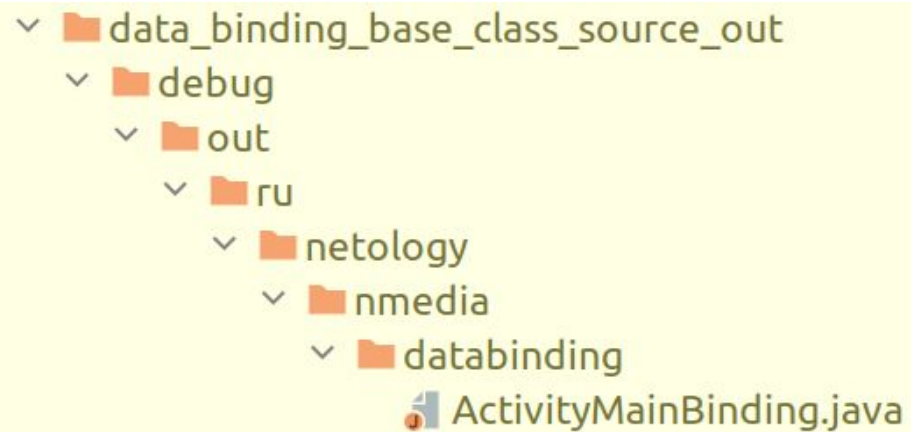 data_binding_base_class_source_out
debug
out
ru
netology
nmedia
databinding
ActivityMainBinding.java